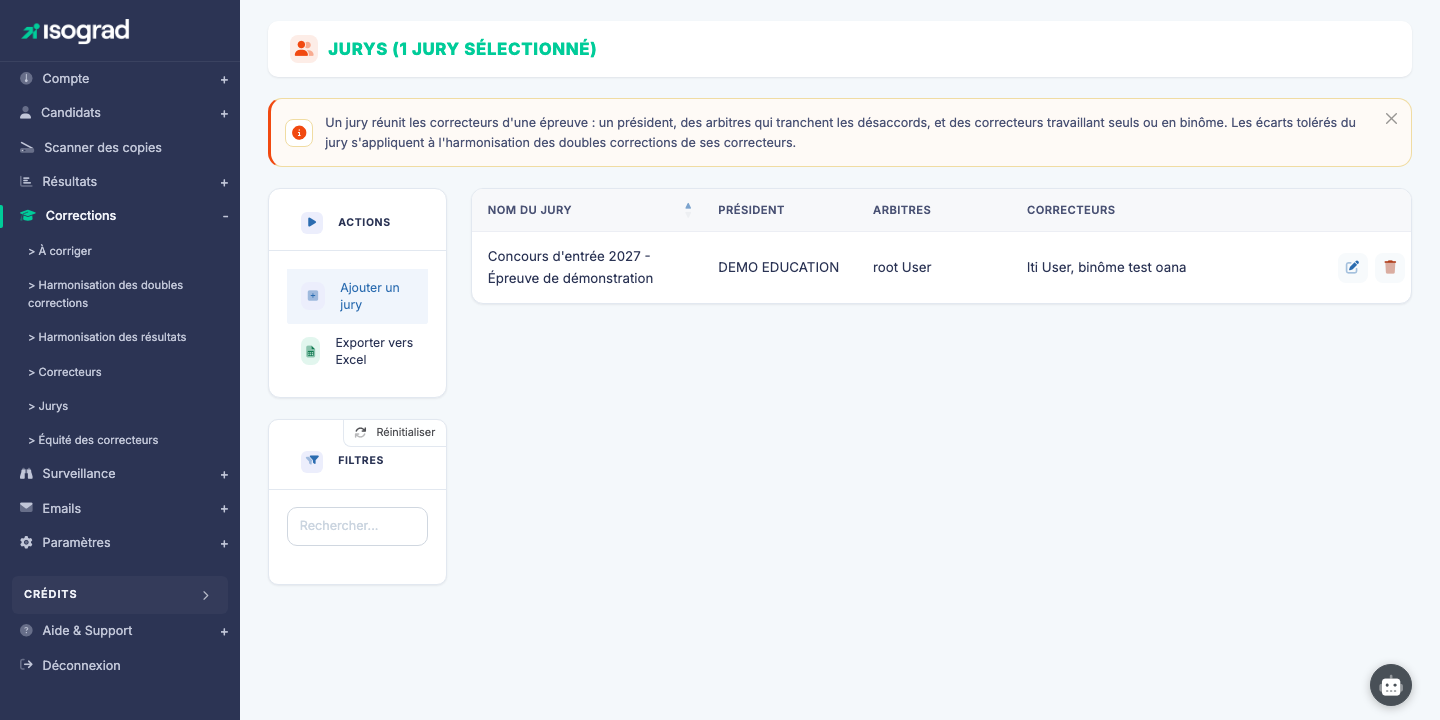 isograd
Compte +
Candidats +
Scanner des copies
Résultats +
Corrections -
> À corriger
> Harmonisation des doubles
corrections
> Harmonisation des résultats
> Correcteurs
> Jurys
> Équité des correcteurs
Surveillance +
Emails +
Paramètres +
CRÉDITS
Aide & Support +
Déconnexion
JURYS (1 JURY SÉLECTIONNÉ)
Un jury réunit les correcteurs d'une épreuve : un président, des arbitres qui tranchent les désaccords, et des correcteurs travaillant seuls ou en binôme. Les écarts tolérés du
jury s'appliquent à l'harmonisation des doubles corrections de ses correcteurs.
ACTIONS
Ajouter un
jury
Exporter vers
Excel
Réinitialiser
FILTRES
Rechercher...
NOM DU JURY PRÉSIDENT ARBITRES CORRECTEURS
Concours d'entrée 2027 -
Épreuve de démonstration
DEMO EDUCATION root User lti User, binôme test oana